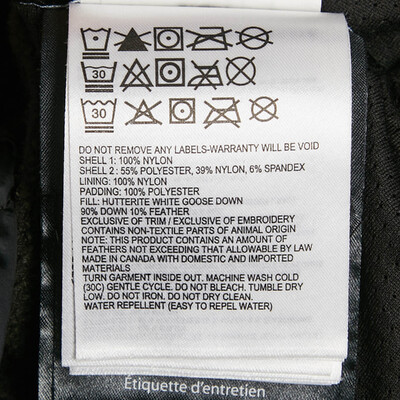 30
30
DO NOT REMOVE ANY LABELS-WARRANTY WILL BE VOID
SHELL 1: 100% NYLON
SHELL 2 : 55% POLYESTER, 39% NYLON, 6% SPANDEX
LINING: 100% NYLON
PADDING: 100% POLYESTER
FILL: HUTTERITE WHITE GOOSE DOWN
90% DOWN 10% FEATHER
EXCLUSIVE OF TRIM / EXCLUSIVE OF EMBROIDERY
CONTAINS NON-TEXTILE PARTS OF ANIMAL ORIGIN
NOTE: THIS PRODUCT CONTAINS AN AMOUNT OF
FEATHERS NOT EXCEEDING THAT ALLOWABLE BY LAW
MADE IN CANADA WITH DOMESTIC AND IMPORTED
MATERIALS
TURN GARMENT INSIDE OUT. MACHINE WASH COLD
(30C) GENTLE CYCLE. DO NOT BLEACH. TUMBLE DRY
LOW. DO NOT IRON. DO NOT DRY CLEAN.
WATER REPELLENT (EASY TO REPEL WATER)
Étiquette d'entretien